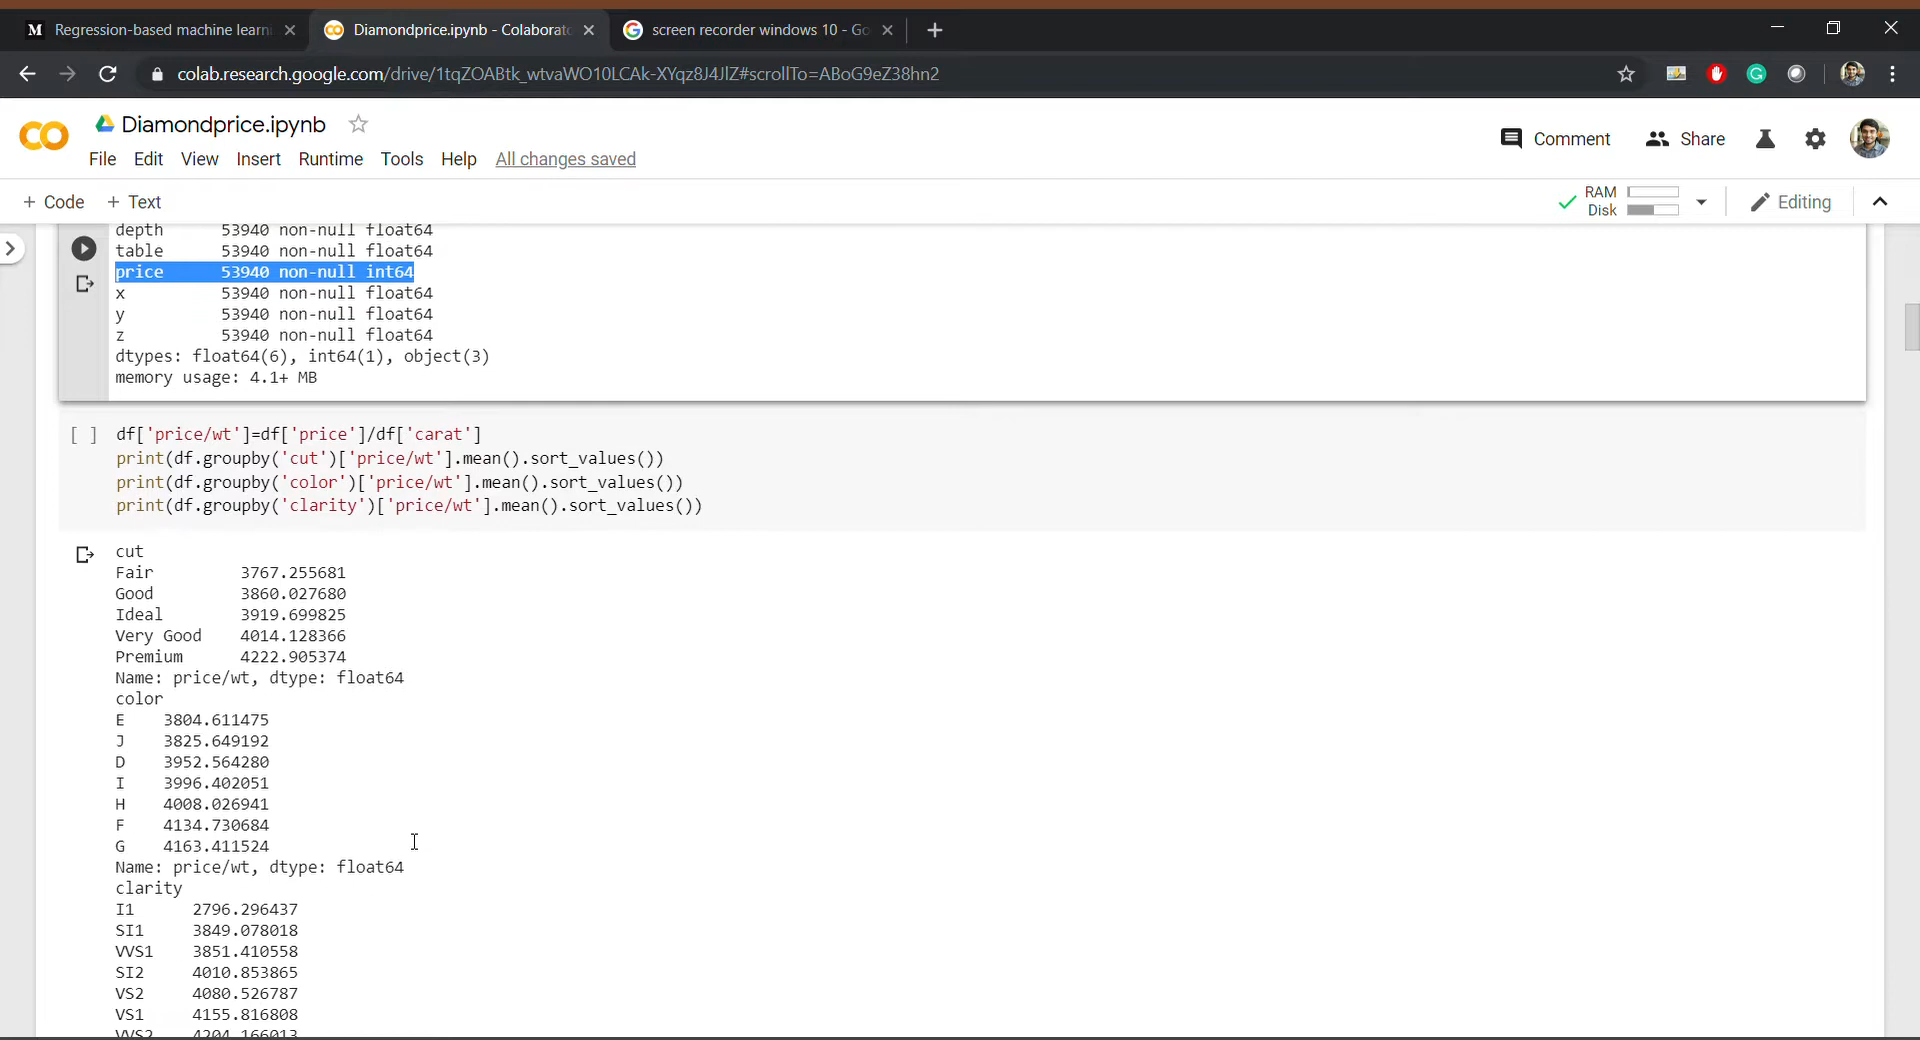 M Regression-based machine learn
Diamondprice.ipynb - Colaborato
screen recorder windows 10 - Go
colab.research.google.com/drive/1tqZOABtk_wtvaWO10LCAk-XYqz8J4JlZ#scrollTo=ABoG9eZ38hn2
Diamondprice.ipynb
Comment
Share
File Edit View Insert Runtime Tools Help All changes saved
+ Code + Text
RAM
Disk
Editing
depth 53940 non-null float64
table 53940 non-null float64
price 53940 non-null int64
x 53940 non-null float64
y 53940 non-null float64
z 53940 non-null float64
dtypes: float64(6), int64(1), object(3)
memory usage: 4.1+ MB
[ ] df['price/wt']=df['price']/df['carat']
print(df.groupby('cut')['price/wt'].mean().sort_values())
print(df.groupby('color')['price/wt'].mean().sort_values())
print(df.groupby('clarity')['price/wt'].mean().sort_values())
cut
Fair 3767.255681
Good 3860.027680
Ideal 3919.699825
Very Good 4014.128366
Premium 4222.905374
Name: price/wt, dtype: float64
color
E 3804.611475
J 3825.649192
D 3952.564280
I 3996.402051
H 4008.026941
F 4134.730684
G 4163.411524
Name: price/wt, dtype: float64
clarity
I1 2796.296437
SI1 3849.078018
VVS1 3851.410558
SI2 4010.853865
VS2 4080.526787
VS1 4155.816808
VVS2 4204.166013